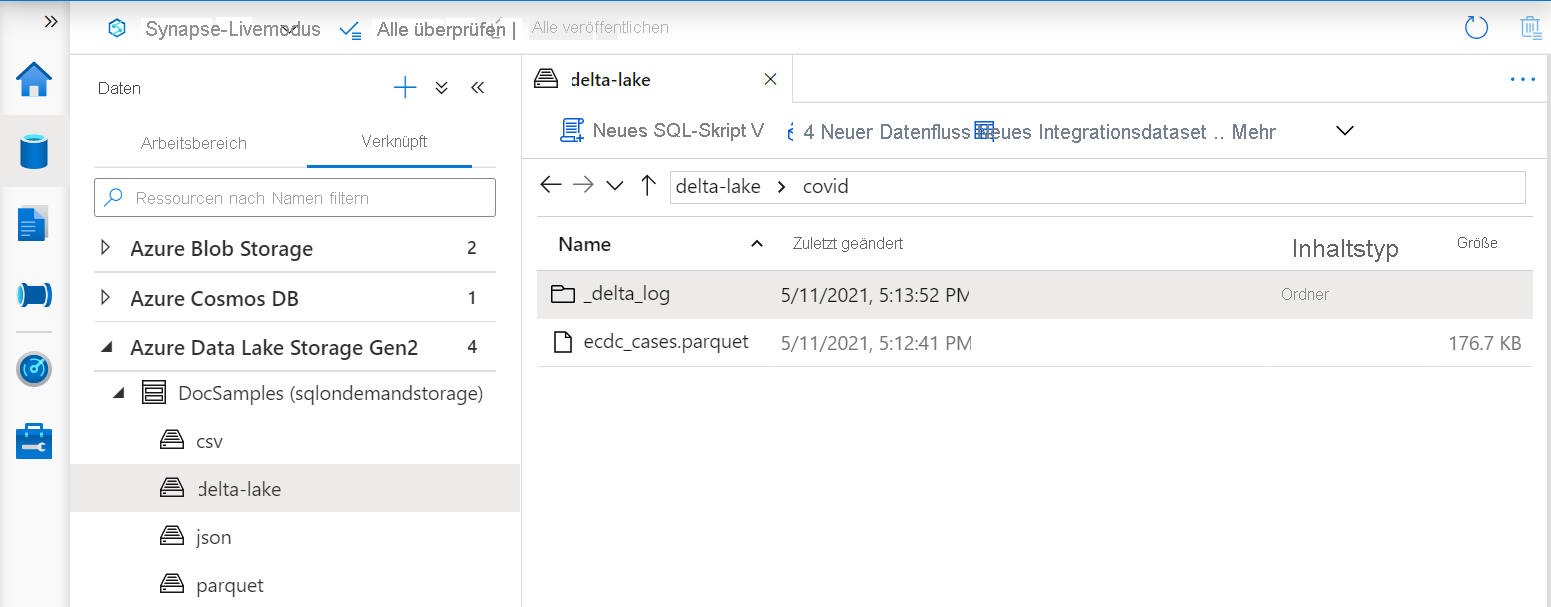 Synapse-Livemodus Alle überprüfen | Alle veröffentlichen
Daten
Arbeitsbereich Verknüpft
Ressourcen nach Namen filtern
Azure Blob Storage 2
Azure Cosmos DB 1
Azure Data Lake Storage Gen2 4
DocSamples (sqlondemandstorage)
csv
delta-lake
json
parquet
delta-lake
Neues SQL-Skript V 4 Neuer Datenfluss Neues Integrationsdataset .. Mehr
delta-lake > covid
Name Zuletzt geändert Inhaltstyp Größe
_delta_log 5/11/2021, 5:13:52 PM Ordner
ecdc_cases.parquet 5/11/2021, 5:12:41 PM 176.7 KB